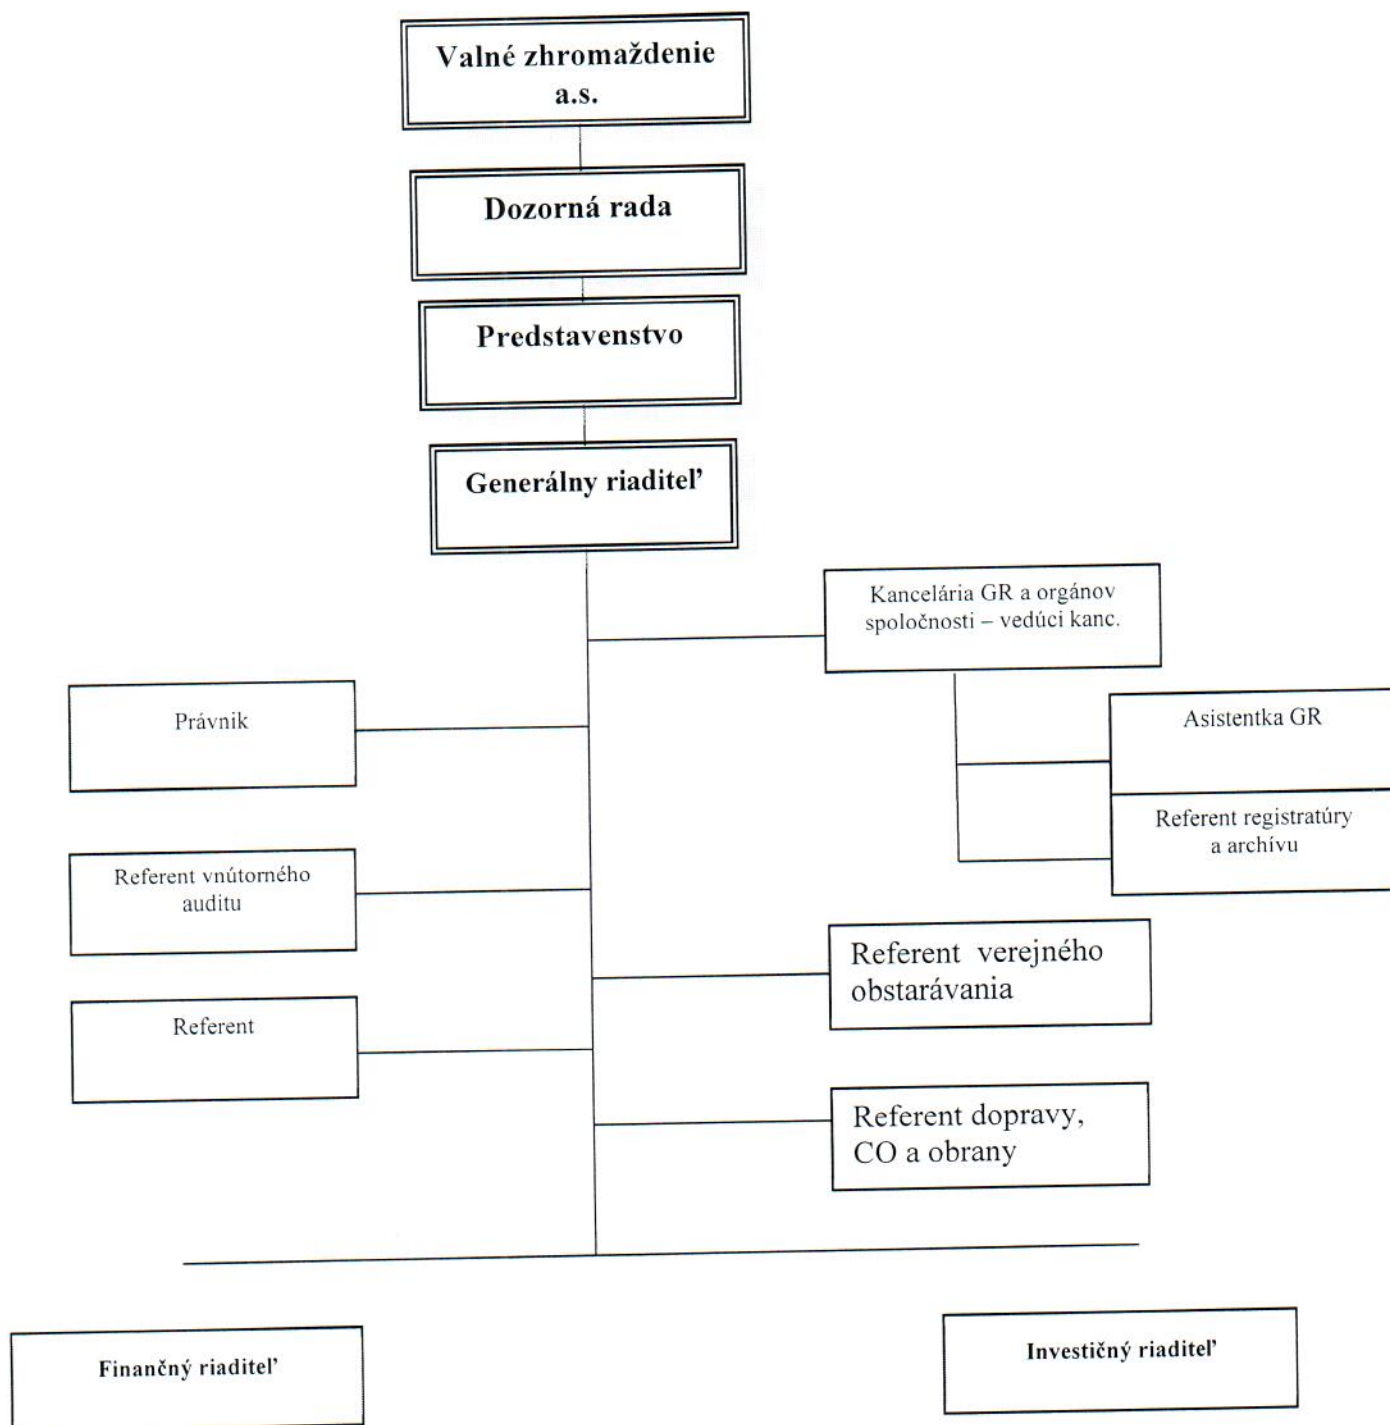 Valné zhromaždenie
a.s.
Dozorná rada
Predstavenstvo
Generálny riaditeľ
Kancelária GR a orgánov
spoločnosti – vedúci kanc.
Právnik
Asistentka GR
Referent registratúry
a archívu
Referent vnútorného
auditu
Referent verejného
obstarávania
Referent
Referent dopravy,
CO a obrany
Finančný riaditeľ
Investičný riaditeľ